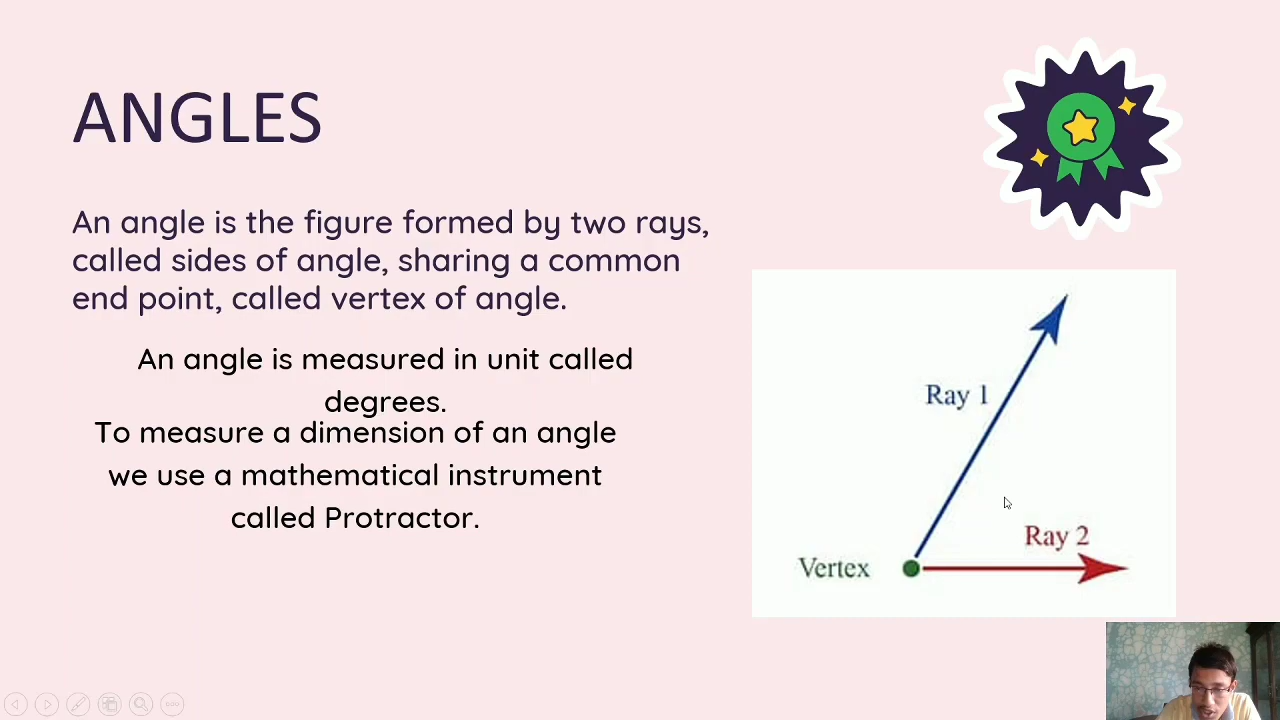 ANGLES
An angle is the figure formed by two rays,
called sides of angle, sharing a common
end point, called vertex of angle.
An angle is measured in unit called
degrees.
To measure a dimension of an angle
we use a mathematical instrument
called Protractor.
Ray 1
Ray 2
Vertex